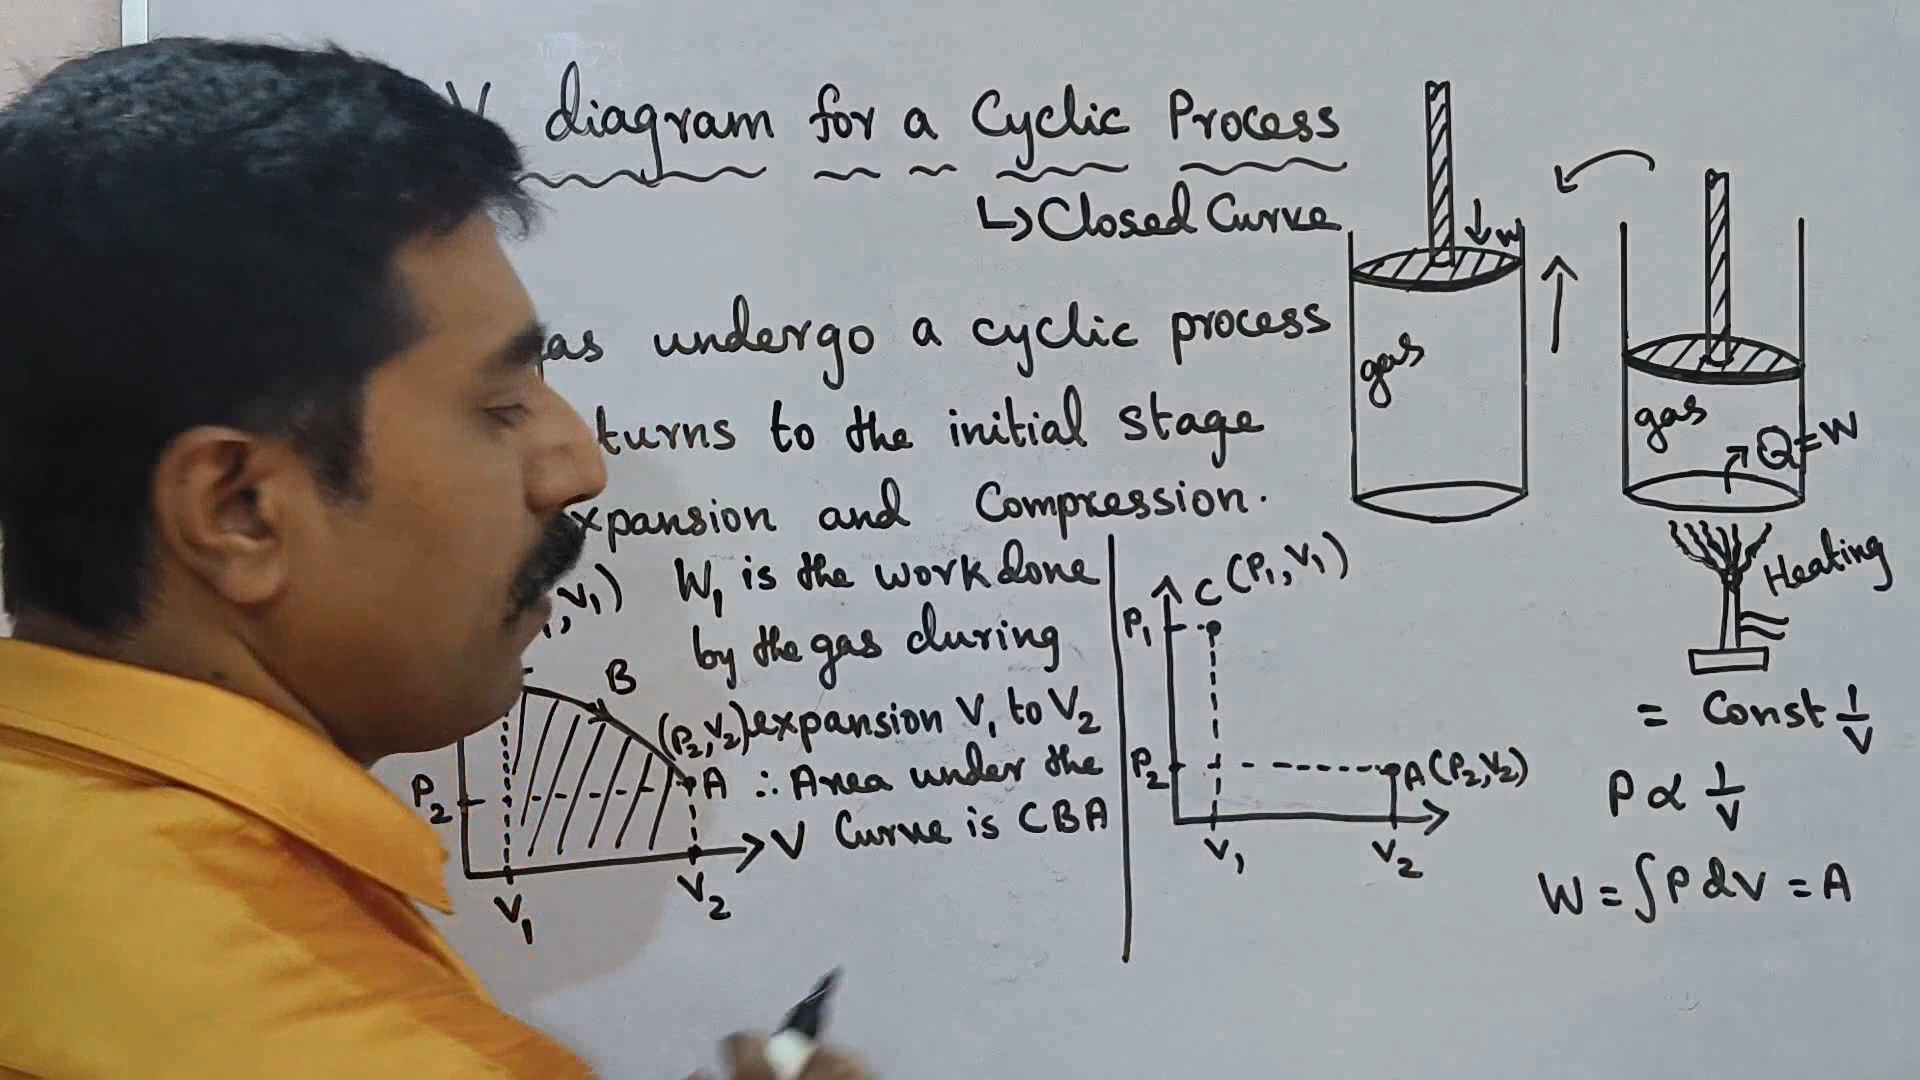 V diagram for a Cyclic Process
↳ Closed Curve
as undergo a cyclic process
turns to the initial stage
xpansion and Compression.
W₁ is the work done
by the gas during
expansion V₁ to V₂
∴ Area under the
Curve is CBA
, V₁)
B
(P₂, V₂)
A
P₂
V
V₁
V₂
C (P₁, V₁)
P₁
P₂
A (P₂, V₂)
V₁
V₂
↓ W
gas
gas
Q = W
Heating
= Const 1/V
P ∝ 1/V
W = ∫ P dV = A